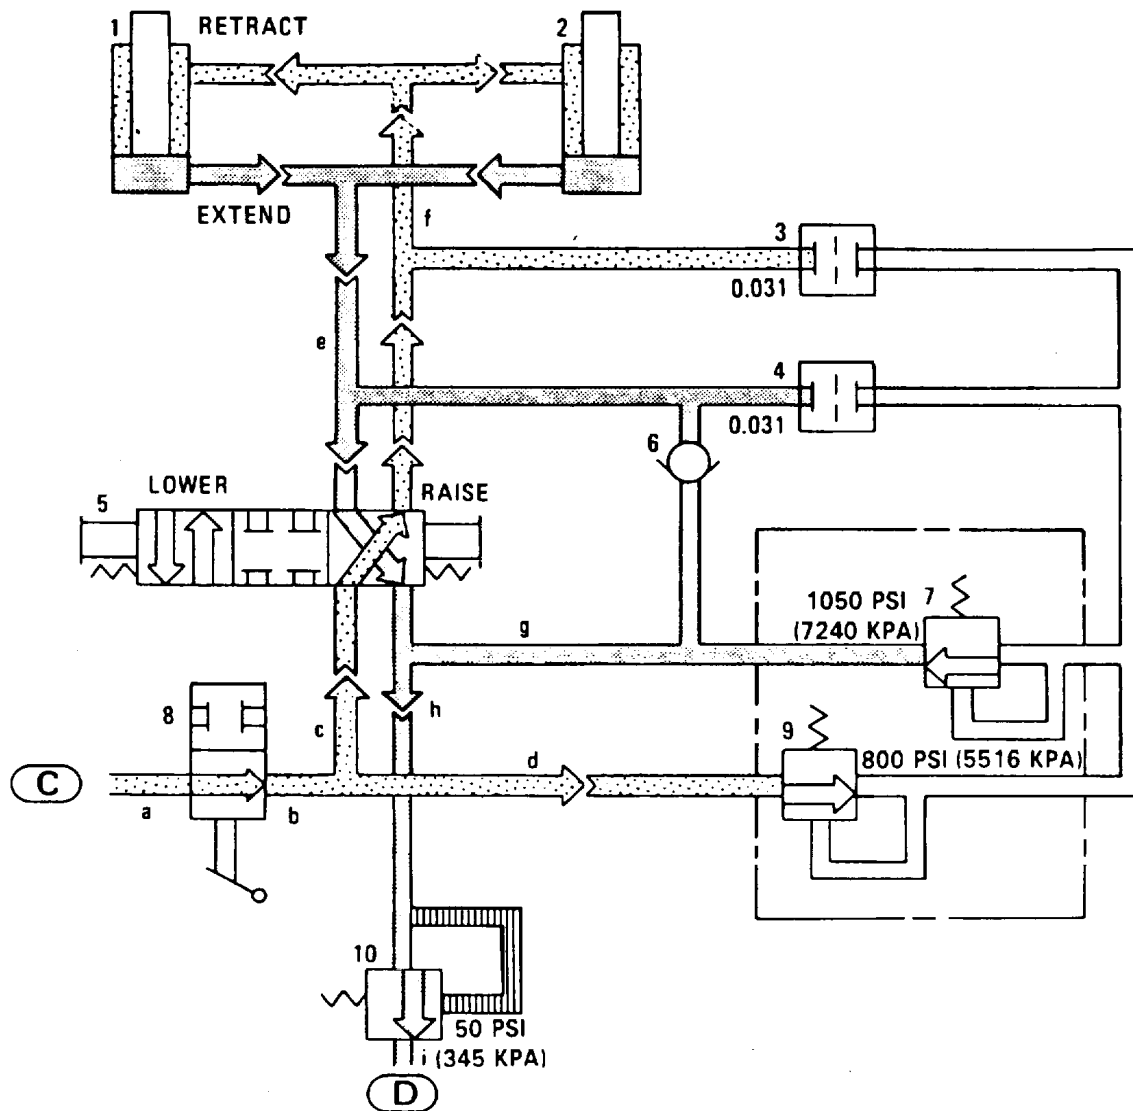 1 RETRACT 2
EXTEND
f
3
0.031
e
4
0.031
6
LOWER
5 RAISE
1050 PSI 7
(7240 KPA)
g
8 c h
9
d 800 PSI (5516 KPA)
C
a b
10
50 PSI
i (345 KPA)
D